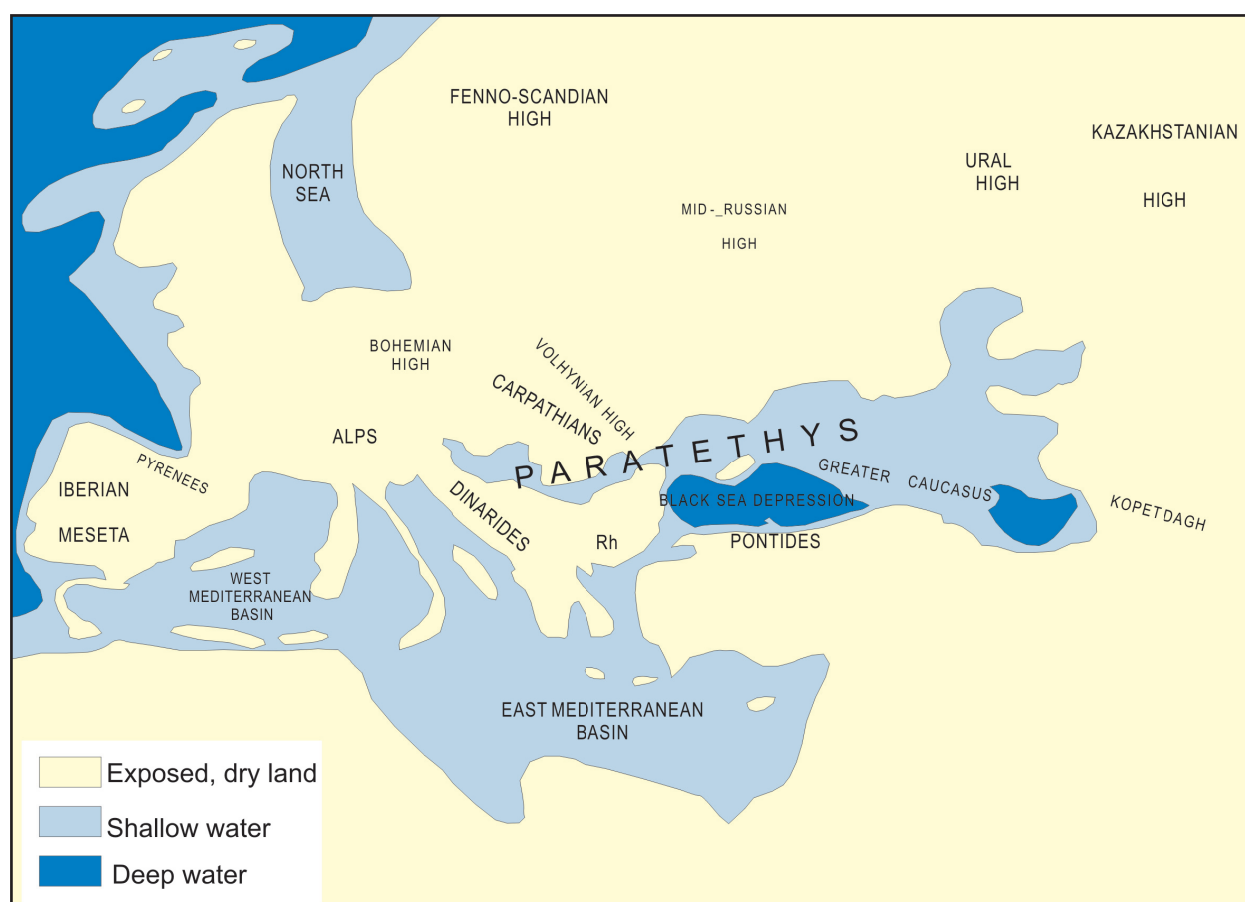 FENNO-SCANDIAN
HIGH
KAZAKHSTANIAN
HIGH
URAL
HIGH
NORTH
SEA
MID-_RUSSIAN
HIGH
BOHEMIAN
HIGH
VOLHYNIAN HIGH
CARPATHIANS
ALPS
PARATETHYS
PYRENEES
IBERIAN
MESETA
GREATER CAUCASUS
BLACK SEA DEPRESSION
KOPETDAGH
DINARIDES
Rh
PONTIDES
WEST
MEDITERRANEAN
BASIN
EAST MEDITERRANEAN
BASIN
Exposed, dry land
Shallow water
Deep water